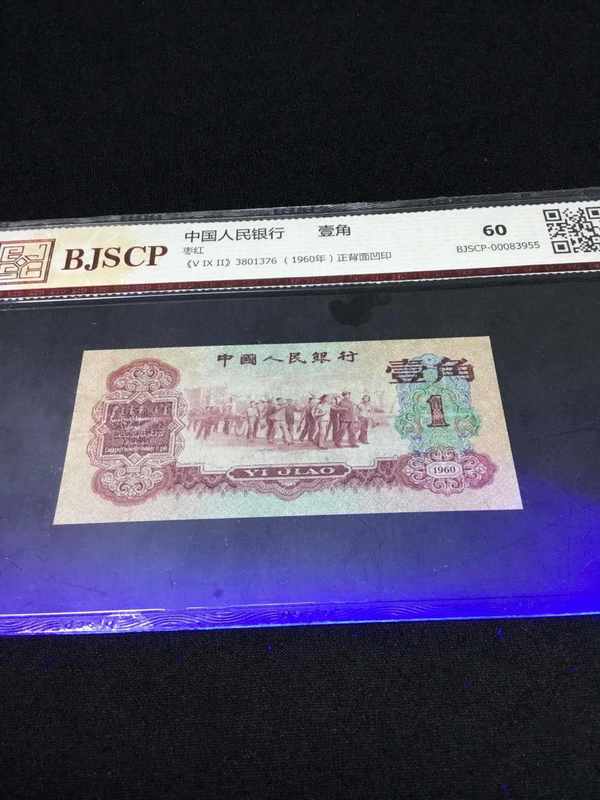 BJSCP
中国人民银行 壹角
枣红
《V IX II》3801376 (1960年) 正背面凹印
60
BJSCP-00083955
中國人民銀行
壹角
1
YI JIAO
1960